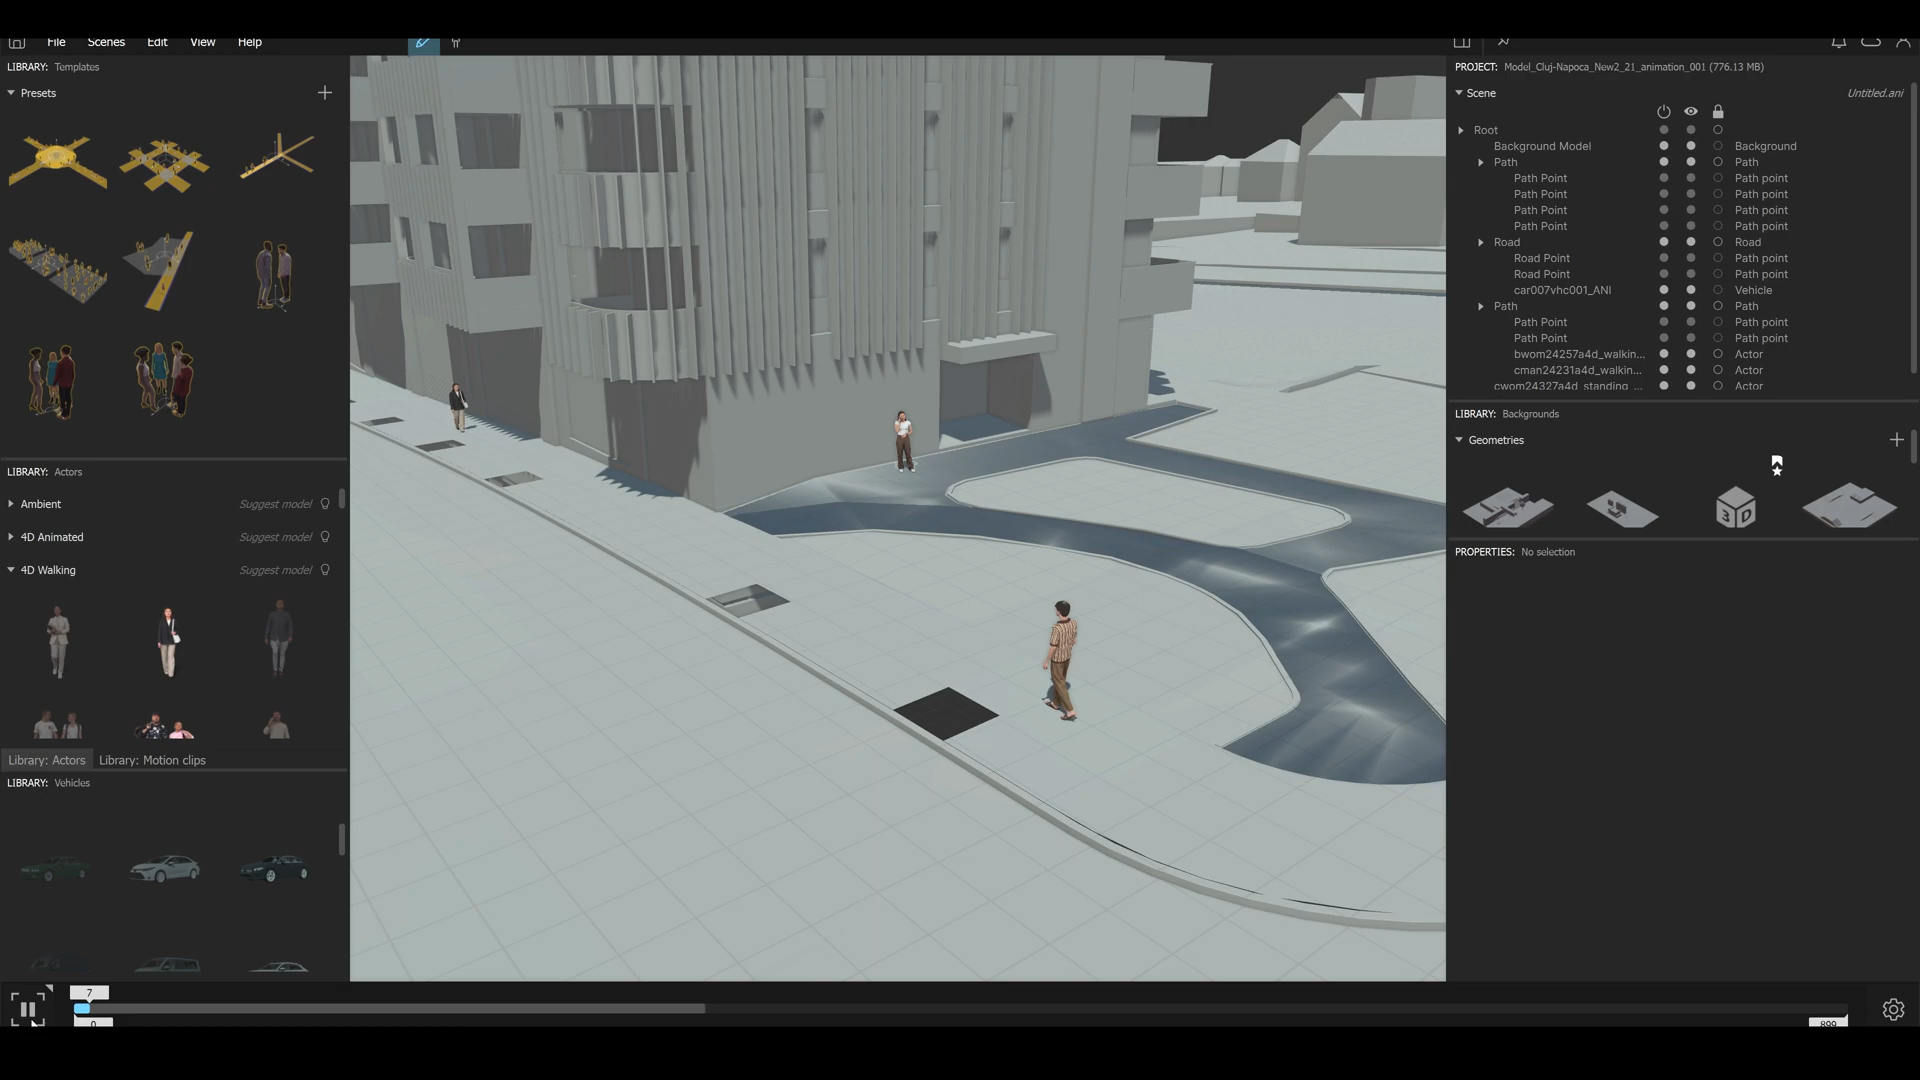 File Scenes Edit View Help
LIBRARY: Templates
Presets
LIBRARY: Actors
Ambient Suggest model
4D Animated Suggest model
4D Walking Suggest model
Library: Actors Library: Motion clips
LIBRARY: Vehicles
3D
PROJECT: Model_Cluj-Napoca_New2_21_animation_001 (776.13 MB)
Scene Untitled.ani
Root
Background Model Background
Path Path
Path Point Path point
Path Point Path point
Path Point Path point
Path Point Path point
Road Road
Road Point Path point
Road Point Path point
car007vhc001_ANI Vehicle
Path Path
Path Point Path point
Path Point Path point
bwom24257a4d_walkin... Actor
cman24231a4d_walkin... Actor
cwom24327a4d_standing_... Actor
LIBRARY: Backgrounds
Geometries
PROPERTIES: No selection
7
0
899